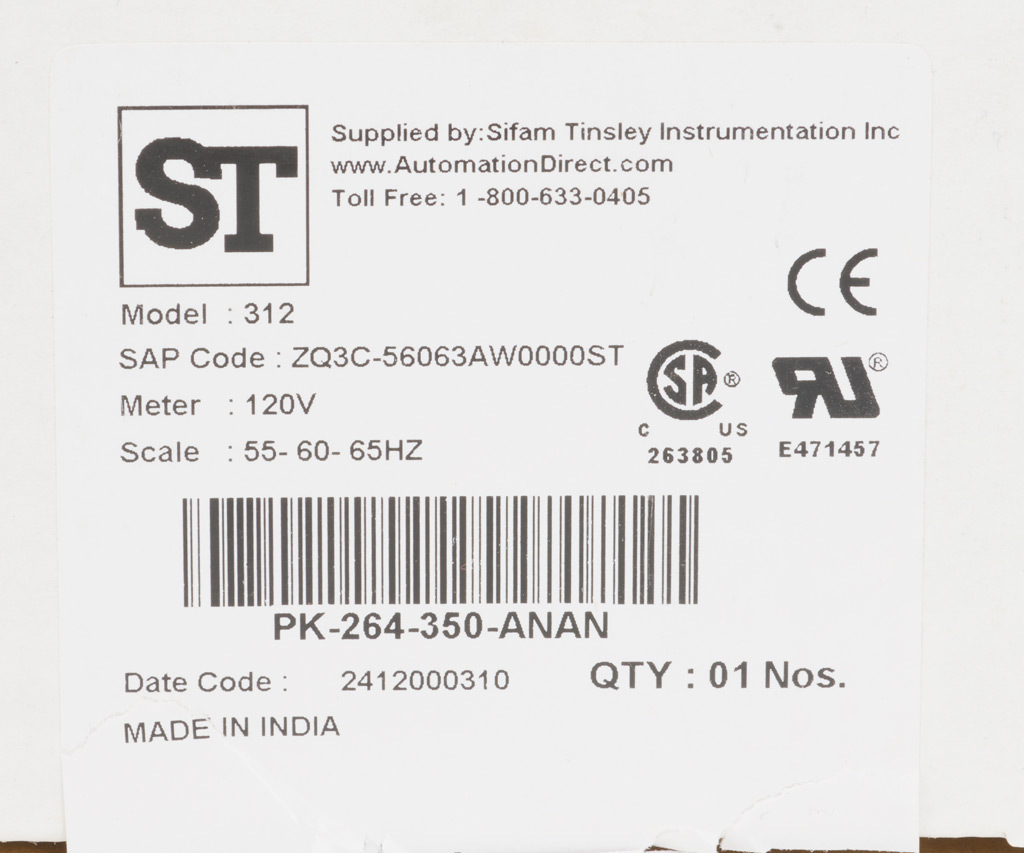 ST
Supplied by:Sifam Tinsley Instrumentation Inc
www.AutomationDirect.com
Toll Free: 1 -800-633-0405
CE
Model : 312
SAP Code : ZQ3C-56063AW0000ST
Meter : 120V
Scale : 55- 60- 65HZ
SA ®
C US
263805
RU ®
E471457
PK-264-350-ANAN
Date Code : 2412000310
QTY : 01 Nos.
MADE IN INDIA